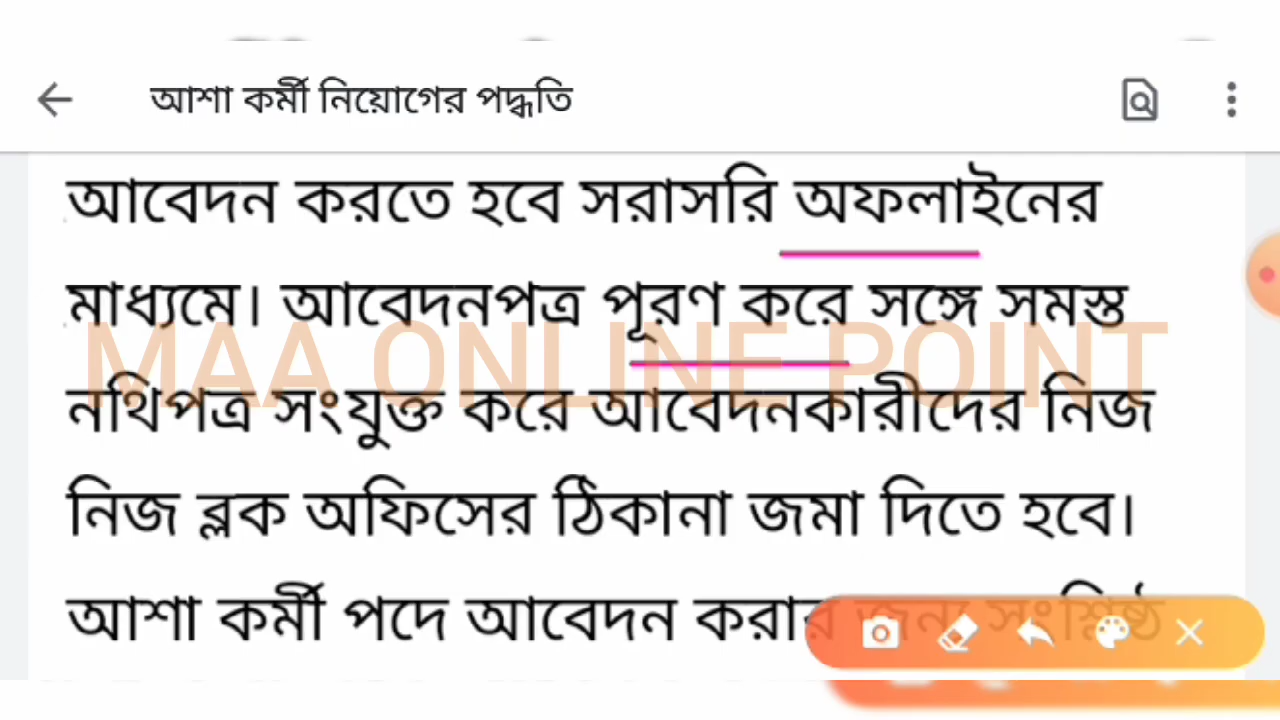 আশা কর্মী নিয়োগের পদ্ধতি
আবেদন করতে হবে সরাসরি অফলাইনের
মাধ্যমে। আবেদনপত্র পূরণ করে সঙ্গে সমস্ত
MAA ONLINE POINT
নথিপত্র সংযুক্ত করে আবেদনকারীদের নিজ
নিজ ব্লক অফিসের ঠিকানা জমা দিতে হবে।
আশা কর্মী পদে আবেদন করার জন্য সংশ্লিষ্ঠ